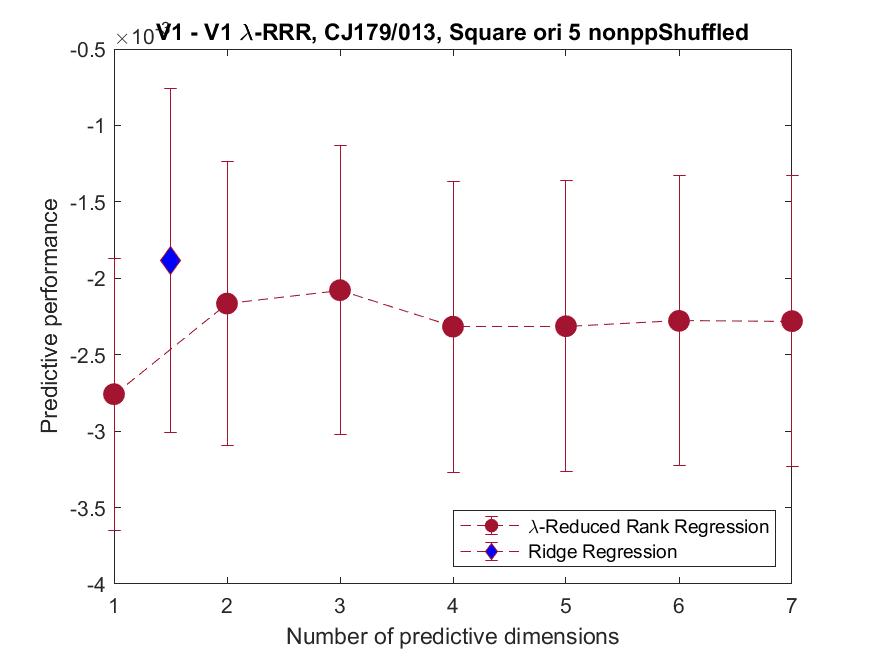 V1 - V1 λ-RRR, CJ179/013, Square ori 5 nonppShuffled
-0.5
-1
-1.5
-2
-2.5
-3
-3.5
-4
Predictive performance
λ-Reduced Rank Regression
Ridge Regression
1 2 3 4 5 6 7
Number of predictive dimensions